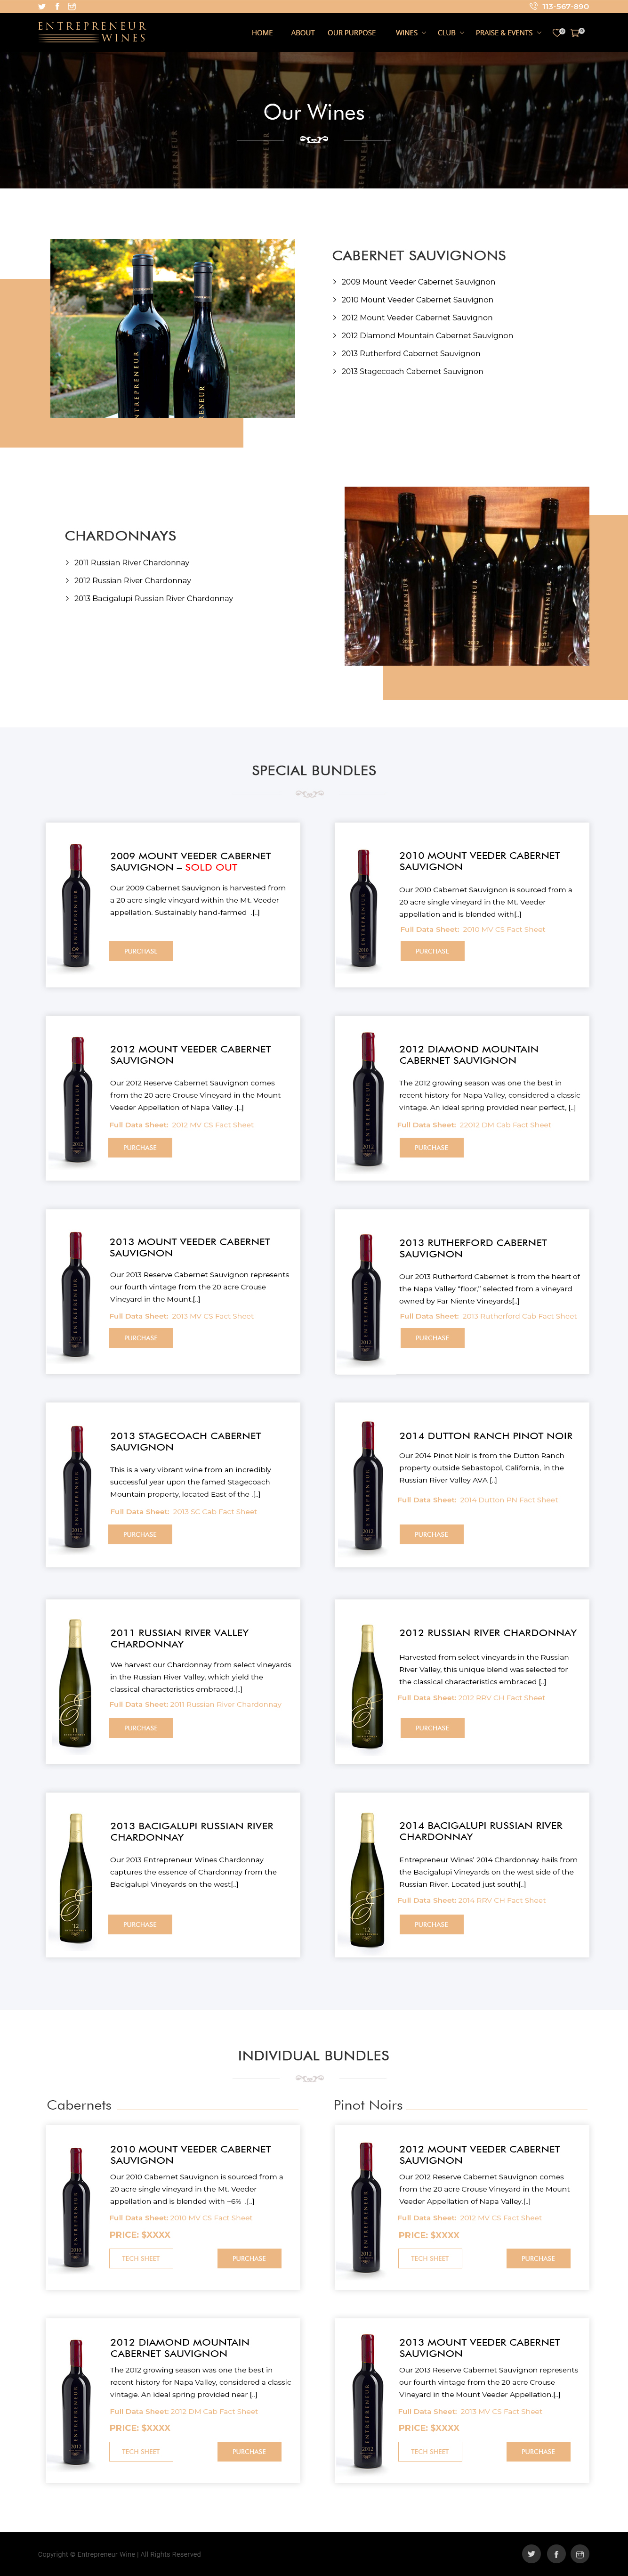 113-567-890
ENTREPRENEUR
WINES
HOME ABOUT OUR PURPOSE WINES CLUB PRAISE & EVENTS 0 0
Our Wines
CABERNET SAUVIGNONS
2009 Mount Veeder Cabernet Sauvignon
2010 Mount Veeder Cabernet Sauvignon
2012 Mount Veeder Cabernet Sauvignon
2012 Diamond Mountain Cabernet Sauvignon
2013 Rutherford Cabernet Sauvignon
2013 Stagecoach Cabernet Sauvignon
CHARDONNAYS
2011 Russian River Chardonnay
2012 Russian River Chardonnay
2013 Bacigalupi Russian River Chardonnay
SPECIAL BUNDLES
2009 MOUNT VEEDER CABERNET
SAUVIGNON – SOLD OUT
Our 2009 Cabernet Sauvignon is harvested from
a 20 acre single vineyard within the Mt. Veeder
appellation. Sustainably hand-farmed ..[..]
PURCHASE
2010 MOUNT VEEDER CABERNET
SAUVIGNON
Our 2010 Cabernet Sauvignon is sourced from a
20 acre single vineyard in the Mt. Veeder
appellation and is blended with[..]
Full Data Sheet: 2010 MV CS Fact Sheet
PURCHASE
2012 MOUNT VEEDER CABERNET
SAUVIGNON
Our 2012 Reserve Cabernet Sauvignon comes
from the 20 acre Crouse Vineyard in the Mount
Veeder Appellation of Napa Valley .[..]
Full Data Sheet: 2012 MV CS Fact Sheet
PURCHASE
2012 DIAMOND MOUNTAIN
CABERNET SAUVIGNON
The 2012 growing season was one the best in
recent history for Napa Valley, considered a classic
vintage. An ideal spring provided near perfect, [..]
Full Data Sheet: 22012 DM Cab Fact Sheet
PURCHASE
2013 MOUNT VEEDER CABERNET
SAUVIGNON
Our 2013 Reserve Cabernet Sauvignon represents
our fourth vintage from the 20 acre Crouse
Vineyard in the Mount.[..]
Full Data Sheet: 2013 MV CS Fact Sheet
PURCHASE
2013 RUTHERFORD CABERNET
SAUVIGNON
Our 2013 Rutherford Cabernet is from the heart of
the Napa Valley “floor,” selected from a vineyard
owned by Far Niente Vineyards[..]
Full Data Sheet: 2013 Rutherford Cab Fact Sheet
PURCHASE
2013 STAGECOACH CABERNET
SAUVIGNON
This is a very vibrant wine from an incredibly
successful year upon the famed Stagecoach
Mountain property, located East of the .[..]
Full Data Sheet: 2013 SC Cab Fact Sheet
PURCHASE
2014 DUTTON RANCH PINOT NOIR
Our 2014 Pinot Noir is from the Dutton Ranch
property outside Sebastopol, California, in the
Russian River Valley AVA [..]
Full Data Sheet: 2014 Dutton PN Fact Sheet
PURCHASE
2011 RUSSIAN RIVER VALLEY
CHARDONNAY
We harvest our Chardonnay from select vineyards
in the Russian River Valley, which yield the
classical characteristics embraced.[..]
Full Data Sheet: 2011 Russian River Chardonnay
PURCHASE
2012 RUSSIAN RIVER CHARDONNAY
Harvested from select vineyards in the Russian
River Valley, this unique blend was selected for
the classical characteristics embraced [..]
Full Data Sheet: 2012 RRV CH Fact Sheet
PURCHASE
2013 BACIGALUPI RUSSIAN RIVER
CHARDONNAY
Our 2013 Entrepreneur Wines Chardonnay
captures the essence of Chardonnay from the
Bacigalupi Vineyards on the west[..]
PURCHASE
2014 BACIGALUPI RUSSIAN RIVER
CHARDONNAY
Entrepreneur Wines’ 2014 Chardonnay hails from
the Bacigalupi Vineyards on the west side of the
Russian River. Located just south[..]
Full Data Sheet: 2014 RRV CH Fact Sheet
PURCHASE
INDIVIDUAL BUNDLES
Cabernets
Pinot Noirs
2010 MOUNT VEEDER CABERNET
SAUVIGNON
Our 2010 Cabernet Sauvignon is sourced from a
20 acre single vineyard in the Mt. Veeder
appellation and is blended with ~6% ..[..]
Full Data Sheet: 2010 MV CS Fact Sheet
PRICE: $XXXX
TECH SHEET PURCHASE
2012 MOUNT VEEDER CABERNET
SAUVIGNON
Our 2012 Reserve Cabernet Sauvignon comes
from the 20 acre Crouse Vineyard in the Mount
Veeder Appellation of Napa Valley.[..]
Full Data Sheet: 2012 MV CS Fact Sheet
PRICE: $XXXX
TECH SHEET PURCHASE
2012 DIAMOND MOUNTAIN
CABERNET SAUVIGNON
The 2012 growing season was one the best in
recent history for Napa Valley, considered a classic
vintage. An ideal spring provided near [..]
Full Data Sheet: 2012 DM Cab Fact Sheet
PRICE: $XXXX
TECH SHEET PURCHASE
2013 MOUNT VEEDER CABERNET
SAUVIGNON
Our 2013 Reserve Cabernet Sauvignon represents
our fourth vintage from the 20 acre Crouse
Vineyard in the Mount Veeder Appellation.[..]
Full Data Sheet: 2013 MV CS Fact Sheet
PRICE: $XXXX
TECH SHEET PURCHASE
Copyright © Entrepreneur Wine | All Rights Reserved